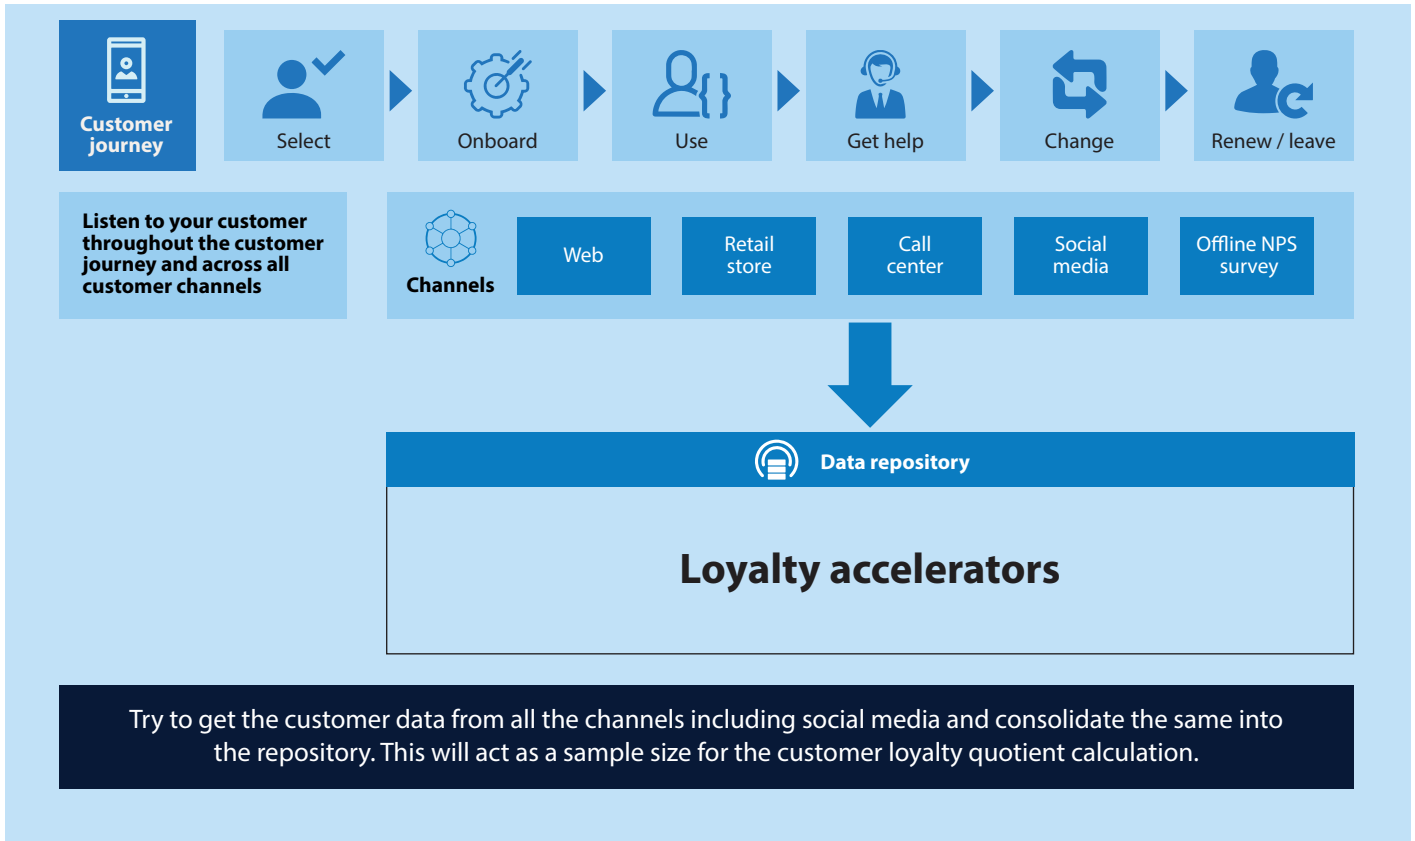 Customer
journey
Select
Onboard
Use
Get help
Change
Renew / leave
Listen to your customer
throughout the customer
journey and across all
customer channels
Channels
Web
Retail
store
Call
center
Social
media
Offline NPS
survey
Data repository
Loyalty accelerators
Try to get the customer data from all the channels including social media and consolidate the same into
the repository. This will act as a sample size for the customer loyalty quotient calculation.